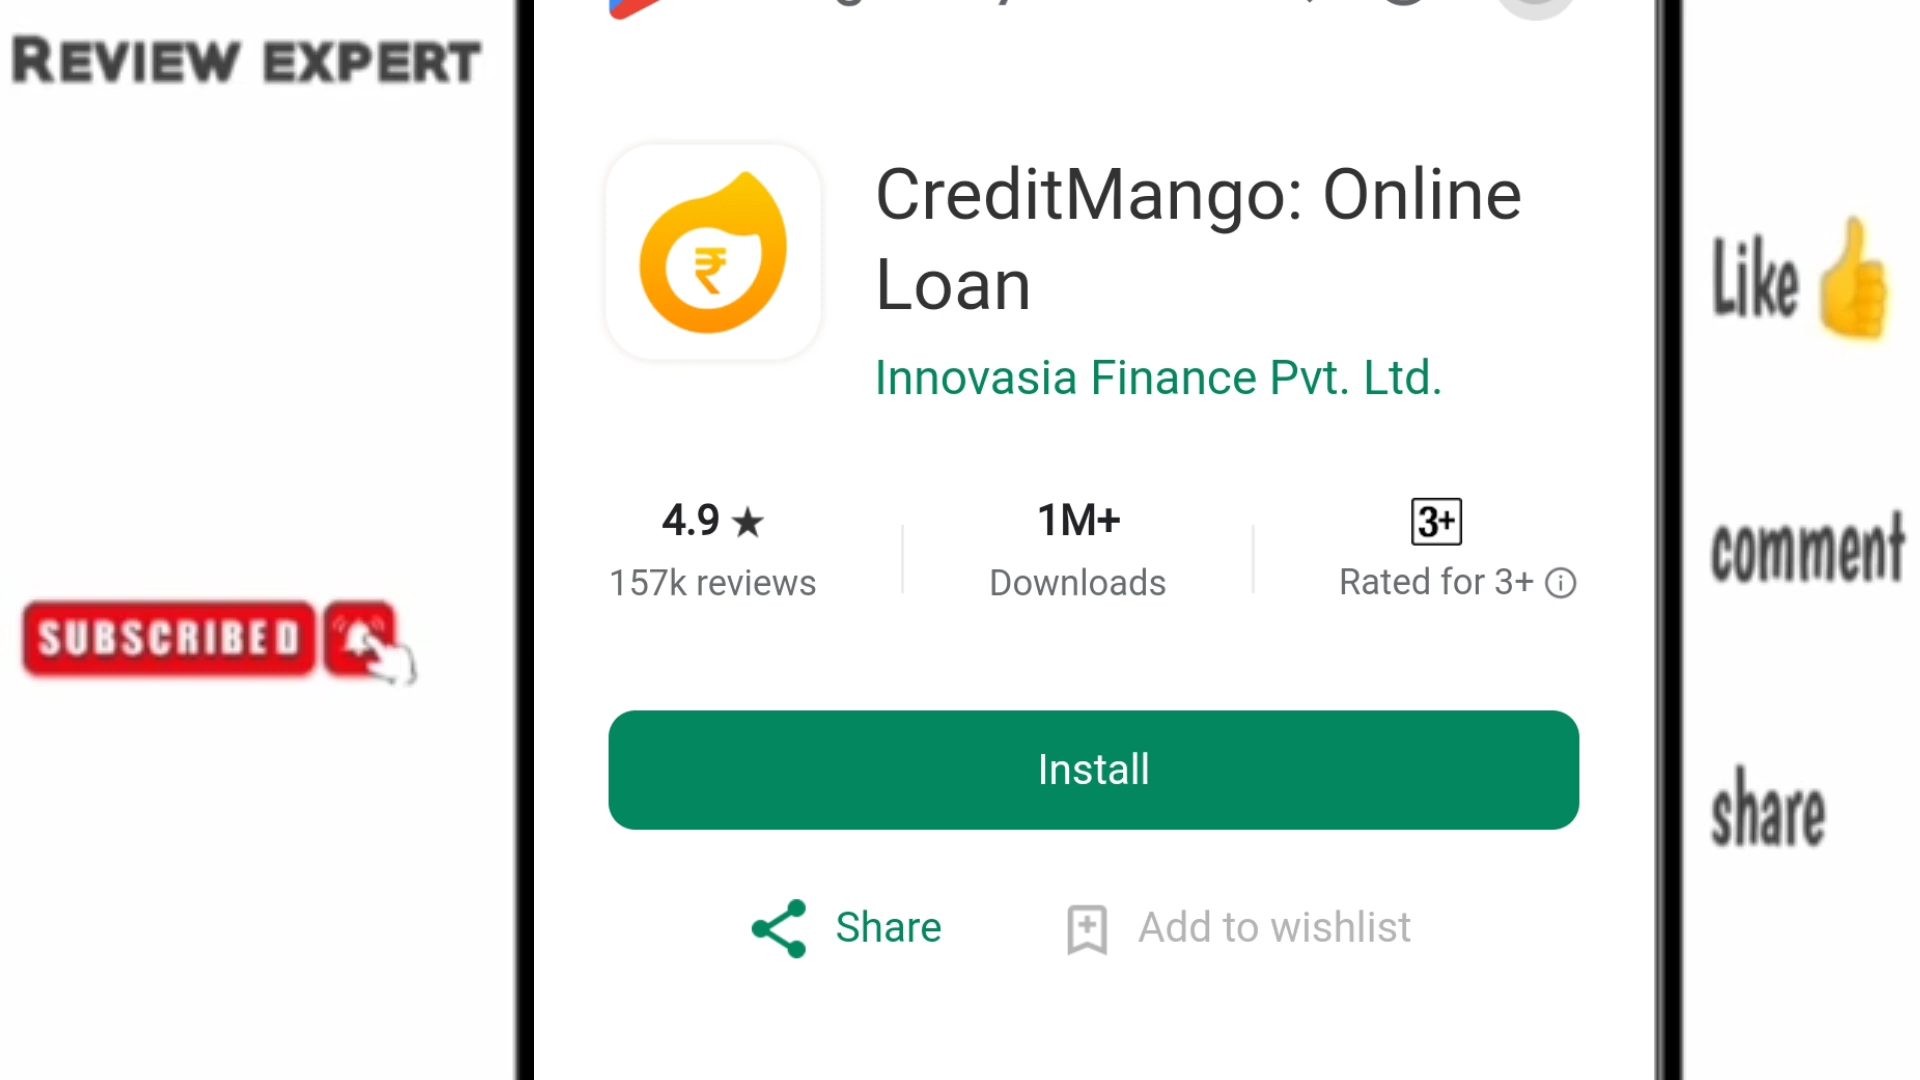 REVIEW EXPERT
CreditMango: Online
Loan
Innovasia Finance Pvt. Ltd.
₹
4.9 ★
157k reviews
1M+
Downloads
3+
Rated for 3+
Install
Share
Add to wishlist
SUBSCRIBED
Like 👍
comment
share